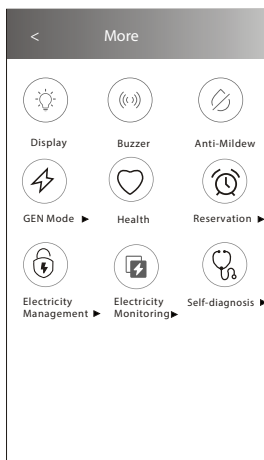 < More
Display Buzzer Anti-Mildew
GEN Mode ▶ Health Reservation ▶
Electricity Electricity Self-diagnosis ▶
Management ▶ Monitoring▶